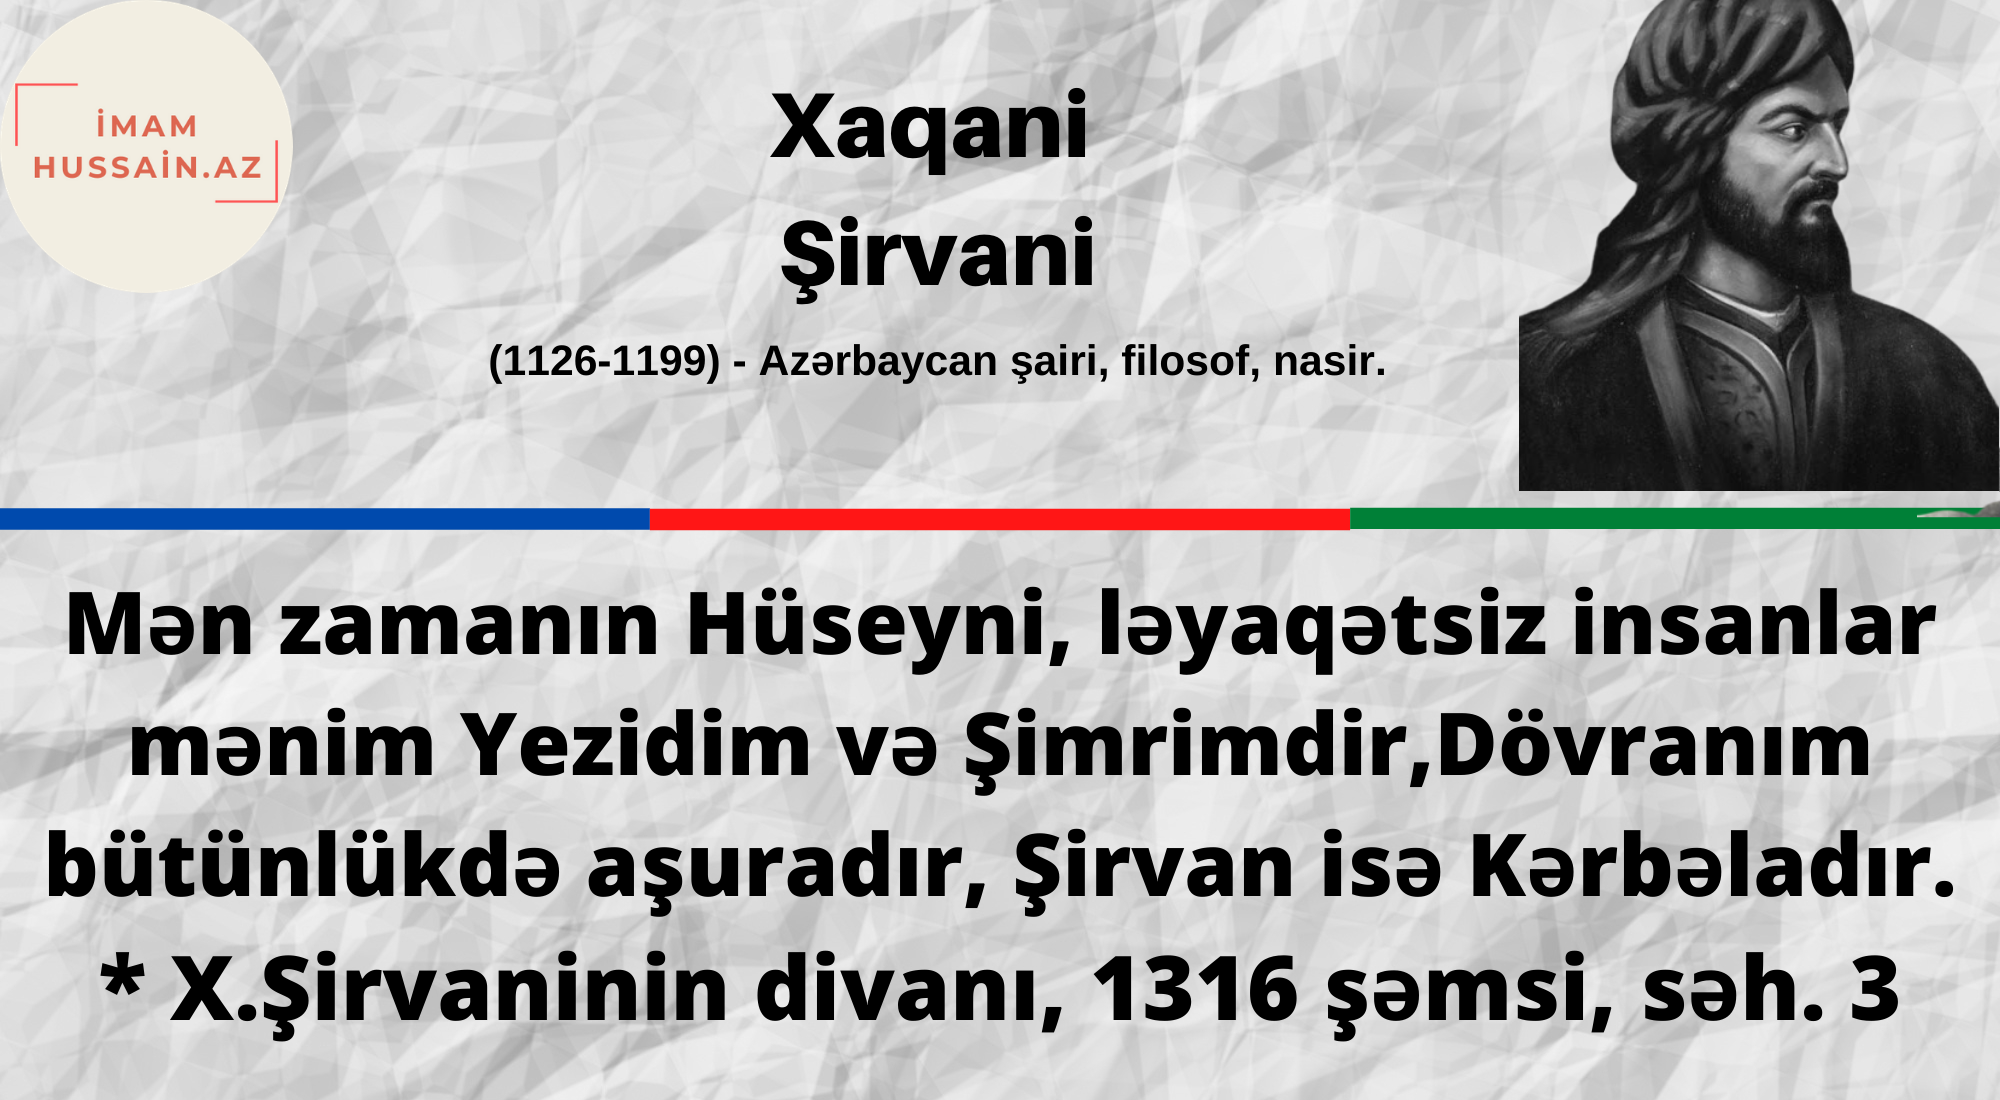 İMAM
HUSSAİN.AZ
Xaqani
Şirvani
(1126-1199) - Azərbaycan şairi, filosof, nasir.
Mən zamanın Hüseyni, ləyaqətsiz insanlar
mənim Yezidim və Şimrimdir,Dövranım
bütünlükdə aşuradır, Şirvan isə Kərbəladır.
* X.Şirvaninin divanı, 1316 şəmsi, səh. 3